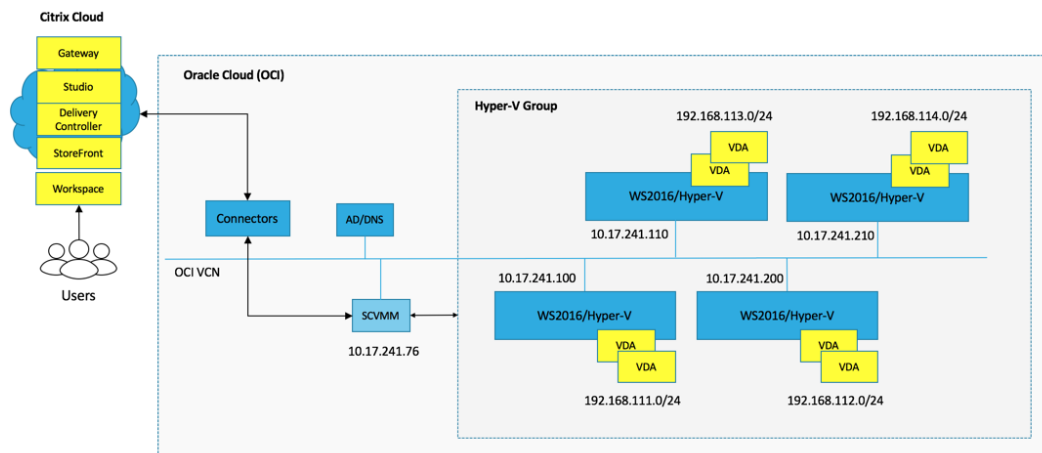 Citrix Cloud
Gateway
Studio
Delivery
Controller
StoreFront
Workspace
Users
Oracle Cloud (OCI)
Connectors
AD/DNS
OCI VCN
SCVMM
10.17.241.76
Hyper-V Group
192.168.113.0/24
VDA
VDA
WS2016/Hyper-V
10.17.241.110
192.168.114.0/24
VDA
VDA
WS2016/Hyper-V
10.17.241.210
10.17.241.100
WS2016/Hyper-V
VDA
VDA
192.168.111.0/24
10.17.241.200
WS2016/Hyper-V
VDA
VDA
192.168.112.0/24